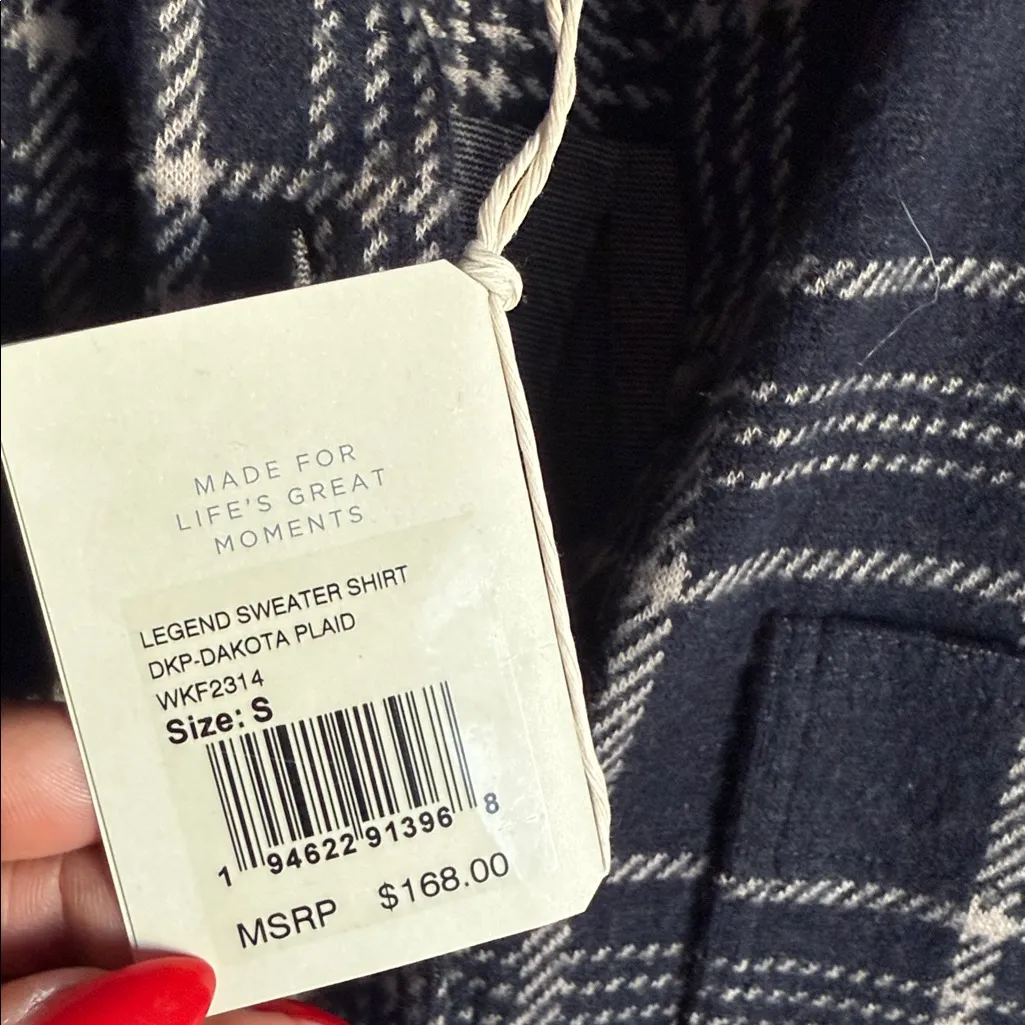 MADE FOR
LIFE'S GREAT
MOMENTS
LEGEND SWEATER SHIRT
DKP-DAKOTA PLAID
WKF2314
Size: S
1 94622 91396 8
MSRP $168.00